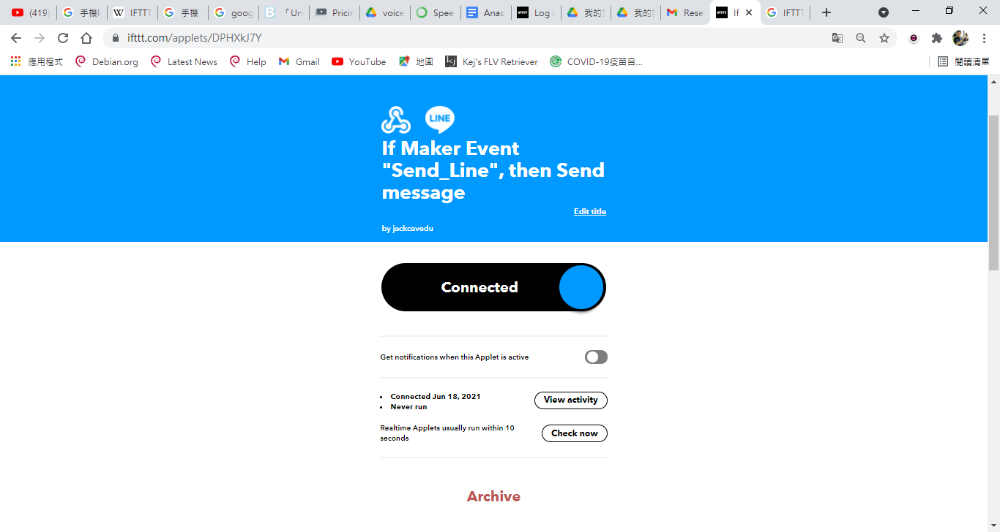 (419)
手機
IFTTT
手機
goog
「Un
Pricin
voice
Spee
Anac
IFTTT
Log i
我的
我的
Rese
IFTTT
If
IFTTT
ifttt.com/applets/DPHXkJ7Y
應用程式
Debian.org
Latest News
Help
Gmail
YouTube
地圖
kj
Kej's FLV Retriever
COVID-19疫苗自...
閱讀清單
LINE
If Maker Event
"Send_Line", then Send
message
Edit title
by jackcavedu
Connected
Get notifications when this Applet is active
Connected Jun 18, 2021
View activity
Never run
Realtime Applets usually run within 10
seconds
Check now
Archive